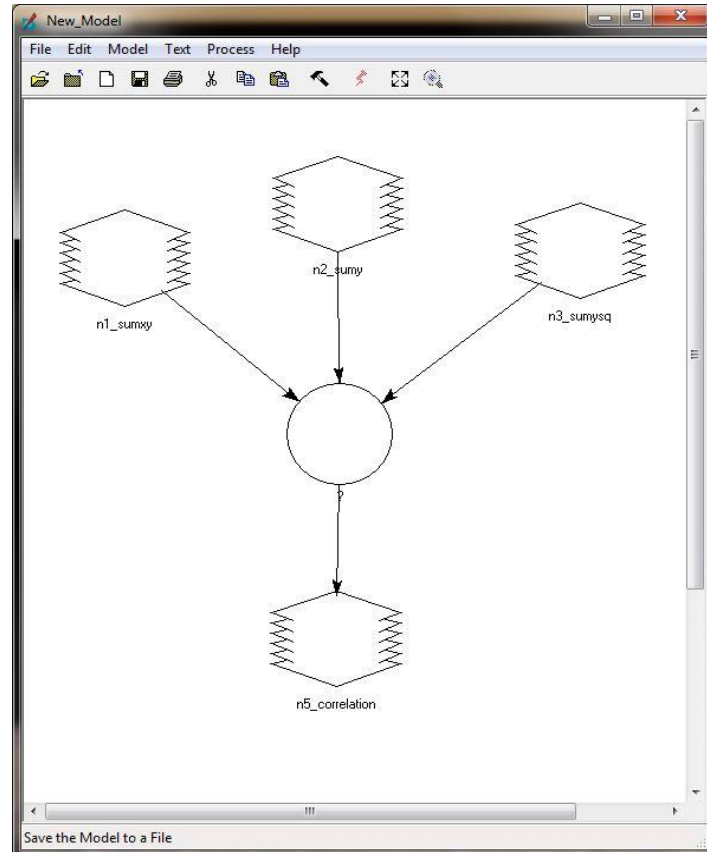 New_Model
File Edit Model Text Process Help
n2_sumy
n1_sumxy
n3_sumysq
?
n5_correlation
Save the Model to a File